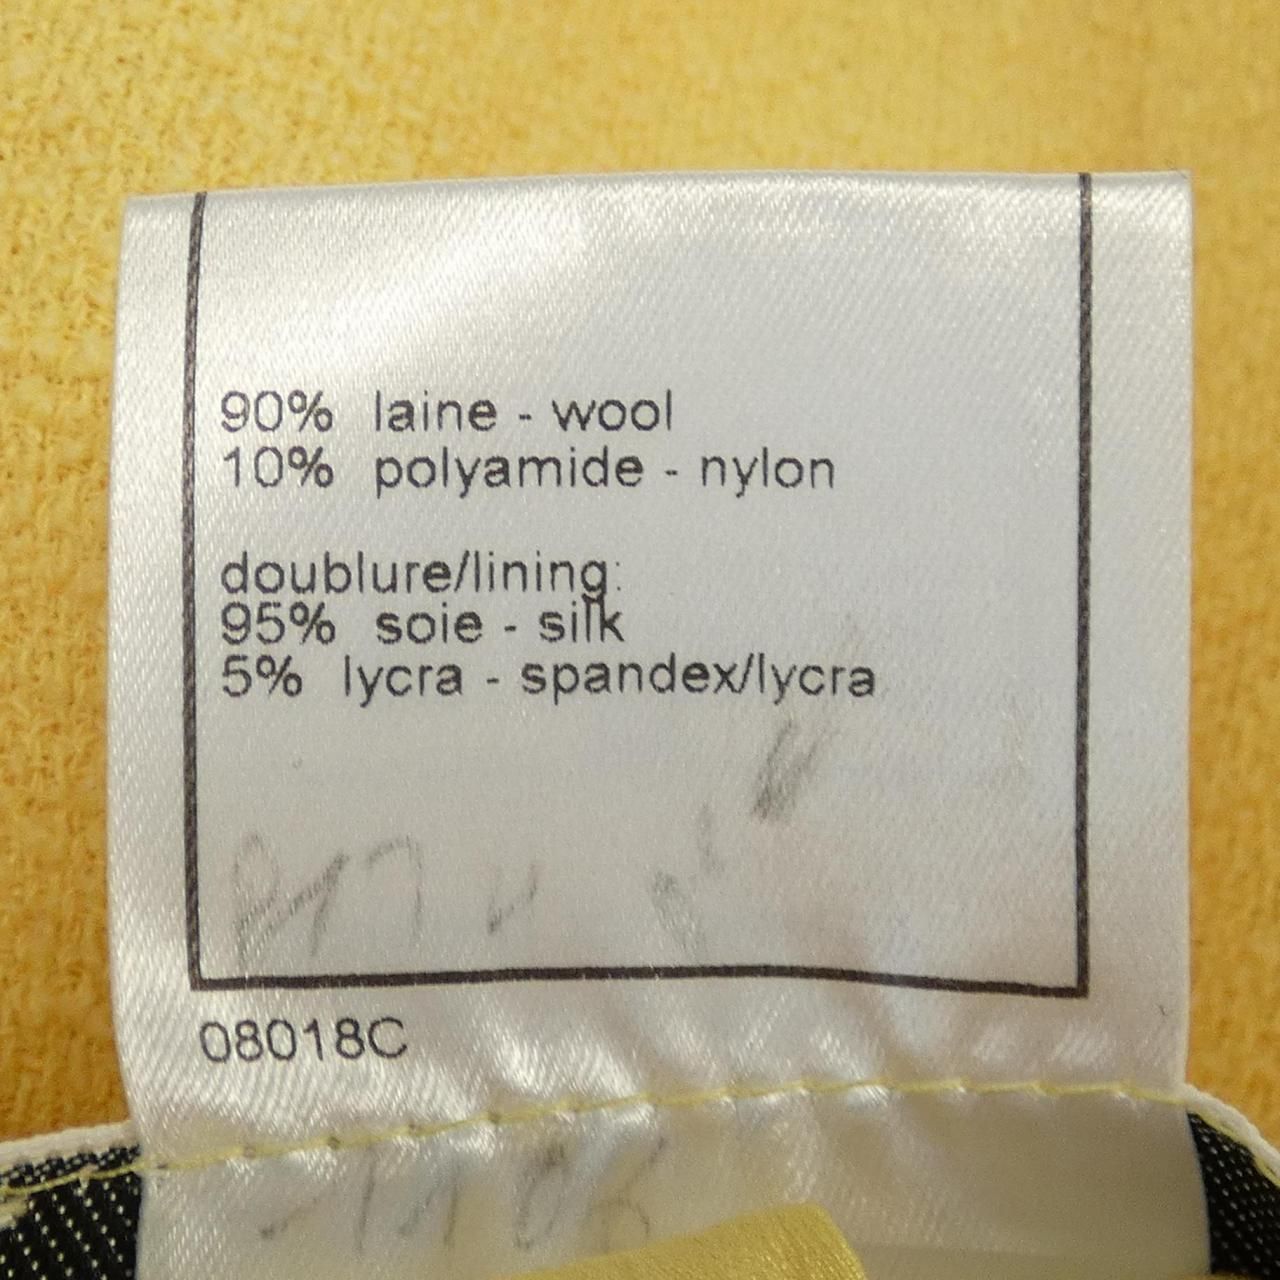 90% laine - wool
10% polyamide - nylon
doublure/lining:
95% soie - silk
5% lycra - spandex/lycra
08018C